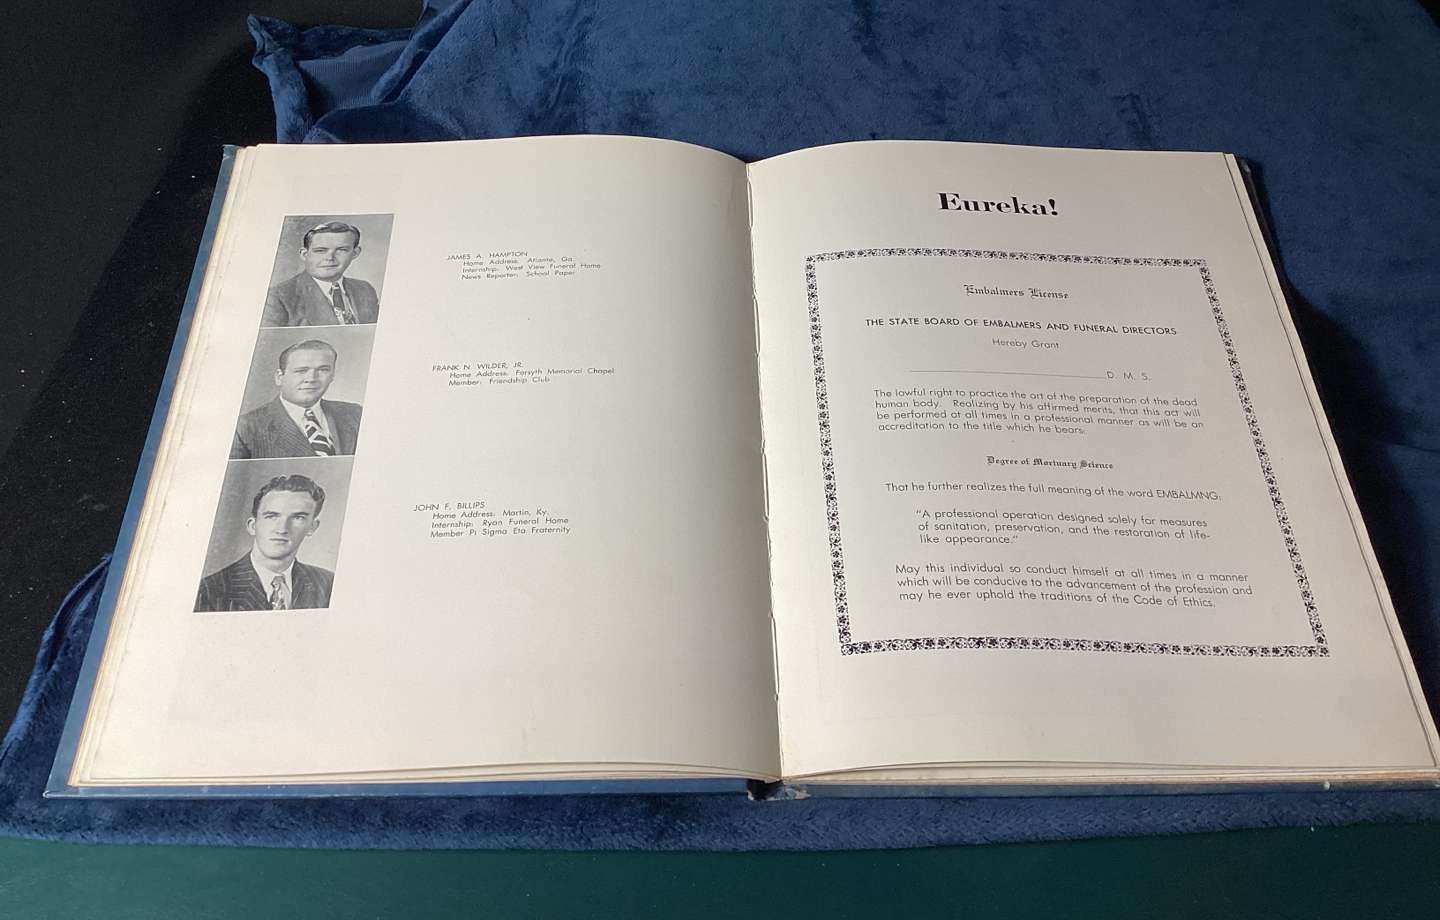 JAMES A. HAMPTON
Home Address: Atlanta, Ga.
Internship: West View Funeral Home
News Reporter: School Paper
FRANK N. WILDER, JR.
Home Address: Forsyth Memorial Chapel
Member: Friendship Club
JOHN F. BILLIPS
Home Address: Martin, Ky.
Internship: Ryan Funeral Home
Member Pi Sigma Eta Fraternity
Eureka!
Embalmers License
THE STATE BOARD OF EMBALMERS AND FUNERAL DIRECTORS
Hereby Grant
D. M. S.
The lawful right to practice the art of the preparation of the dead
human body. Realizing by his affirmed merits, that this act will
be performed at all times in a professional manner as will be an
accreditation to the title which he bears:
Degree of Mortuary Science
That he further realizes the full meaning of the word EMBALMNG:
"A professional operation designed solely for measures
of sanitation, preservation, and the restoration of life-
like appearance."
May this individual so conduct himself at all times in a manner
which will be conducive to the advancement of the profession and
may he ever uphold the traditions of the Code of Ethics.